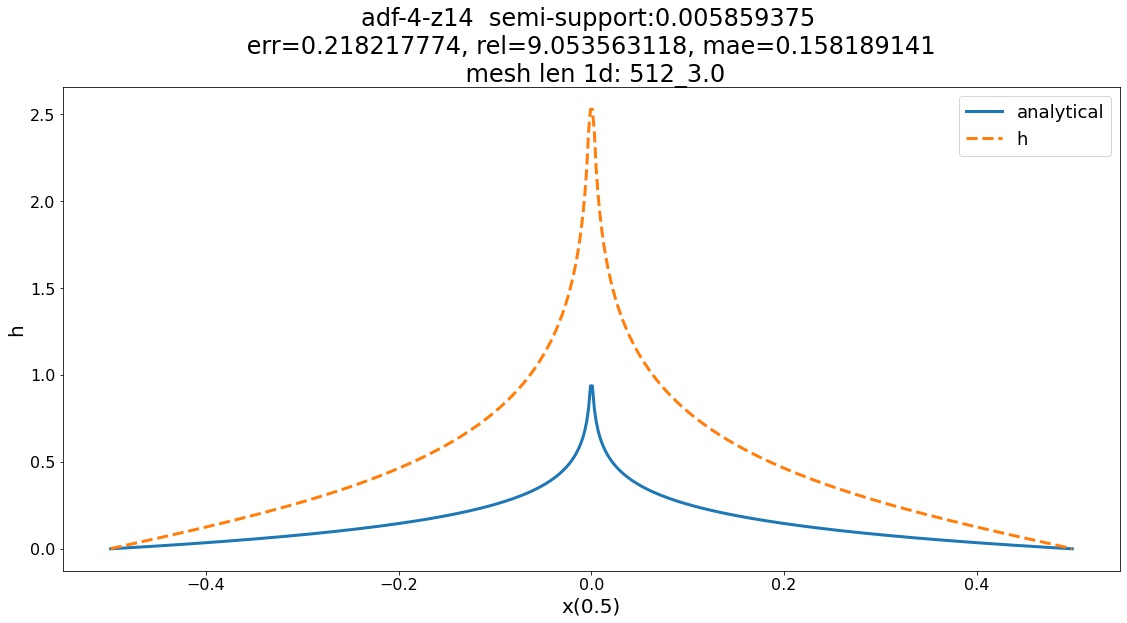 adf-4-z14  semi-support:0.005859375
err=0.218217774, rel=9.053563118, mae=0.158189141
mesh len 1d: 512_3.0
analytical
h
2.5
2.0
1.5
1.0
0.5
0.0
h
−0.4
−0.2
0.0
0.2
0.4
x(0.5)